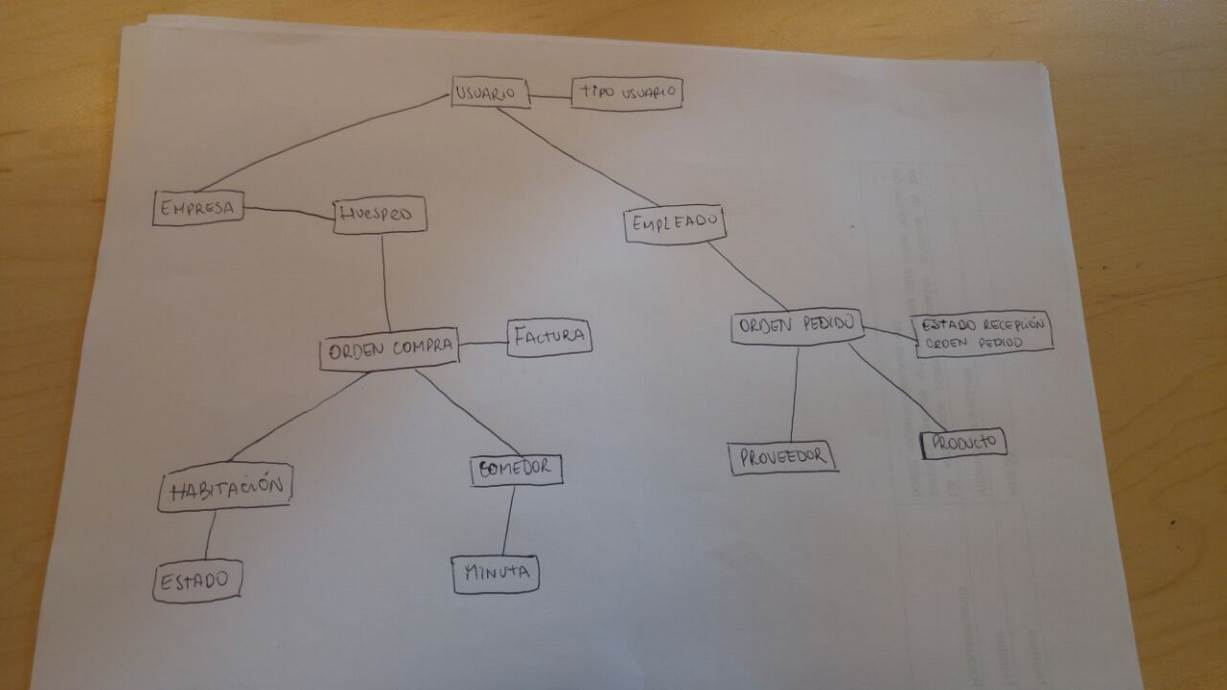 USUARIO
TIPO USUARIO
EMPRESA
HUESPED
EMPLEADO
ORDEN COMPRA
FACTURA
ORDEN PEDIDO
ESTADO RECEPCIÓN
ORDEN PEDIDO
HABITACIÓN
COMEDOR
PROVEEDOR
PRODUCTO
ESTADO
MINUTA